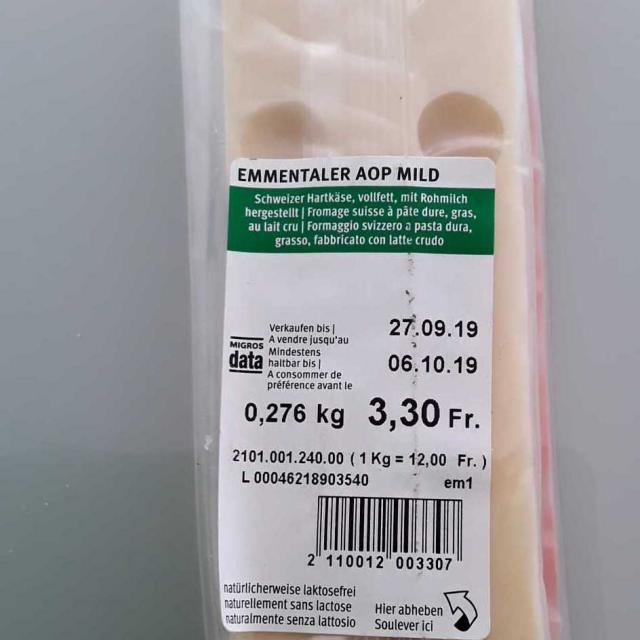 EMMENTALER AOP MILD
Schweizer Hartkäse, vollfett, mit Rohmilch
hergestellt | Fromage suisse à pâte dure, gras,
au lait cru | Formaggio svizzero a pasta dura,
grasso, fabbricato con latte crudo
Verkaufen bis |
A vendre jusqu'au
27.09.19
MIGROS
data
Mindestens
haltbar bis |
A consommer de
préférence avant le
06.10.19
0,276 kg 3,30 Fr.
2101.001.240.00 ( 1 Kg = 12,00 Fr. )
L 00046218903540 em1
2 110012 003307
natürlicherweise laktosefrei
naturellement sans lactose
naturalmente senza lattosio
Hier abheben
Soulever ici